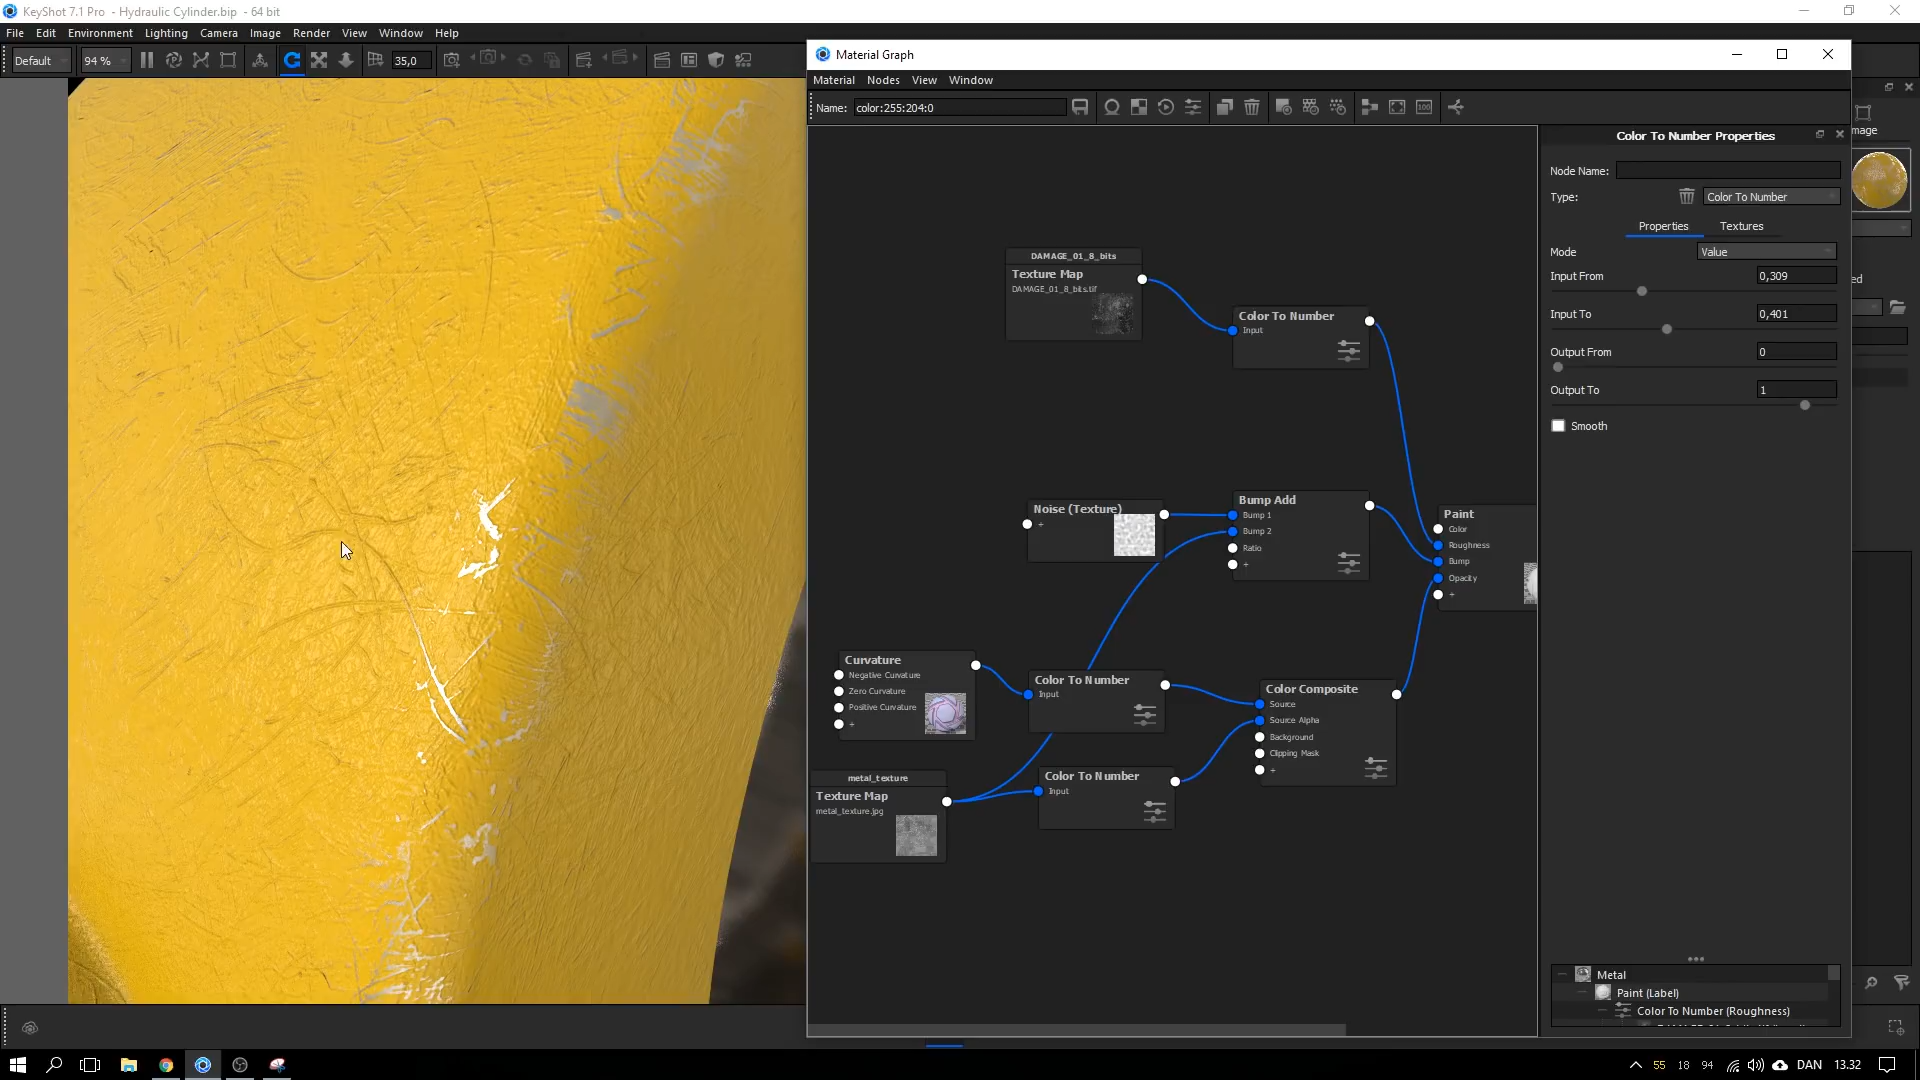 KeyShot 7.1 Pro - Hydraulic Cylinder.bip - 64 bit
File Edit Environment Lighting Camera Image Render View Window Help
Default 94 % 35,0
Material Graph
Material Nodes View Window
Name: color:255:204:0
100
Color To Number Properties
mage
Node Name:
Type: Color To Number
Properties Textures
Mode Value
Input From 0,309
Input To 0,401
Output From 0
Output To 1
Smooth
ed
DAMAGE_01_8_bits
Texture Map
DAMAGE_01_8_bits.tif
Color To Number
Input
Noise (Texture)
+
Bump Add
Bump 1
Bump 2
Ratio
+
Paint
Color
Roughness
Bump
Opacity
+
Curvature
Negative Curvature
Zero Curvature
Positive Curvature
+
Color To Number
Input
Color Composite
Source
Source Alpha
Background
Clipping Mask
+
metal_texture
Texture Map
metal_texture.jpg
Color To Number
Input
Metal
Paint (Label)
Color To Number (Roughness)
55 18 94 DAN 13.32